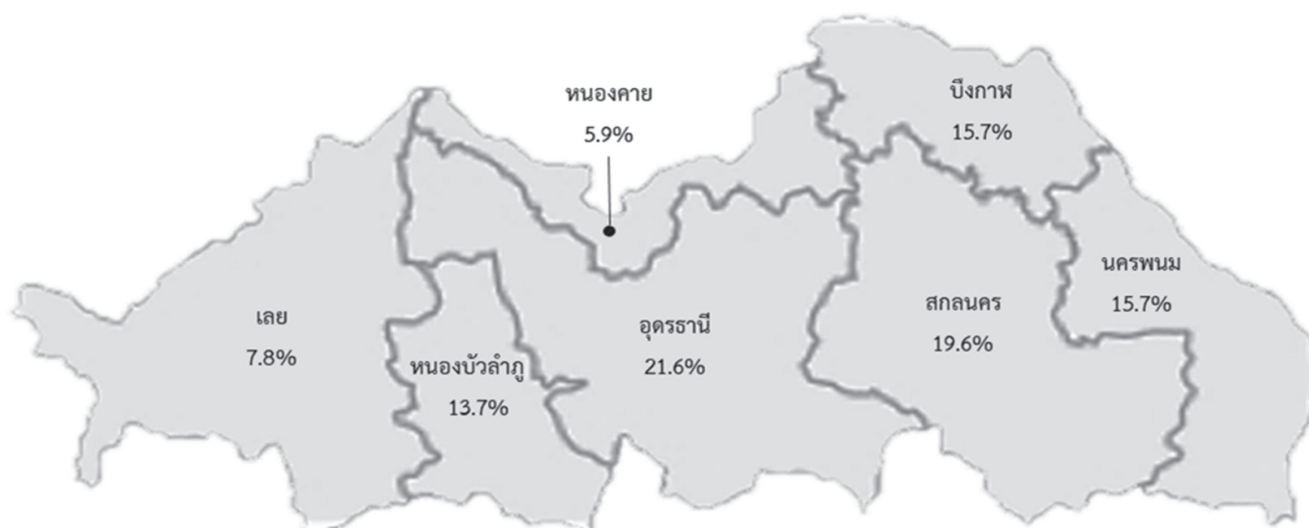 หนองคาย
5.9%
บึงกาฬ
15.7%
นครพนม
15.7%
สกลนคร
19.6%
เลย
7.8%
อุดรธานี
21.6%
หนองบัวลำภู
13.7%